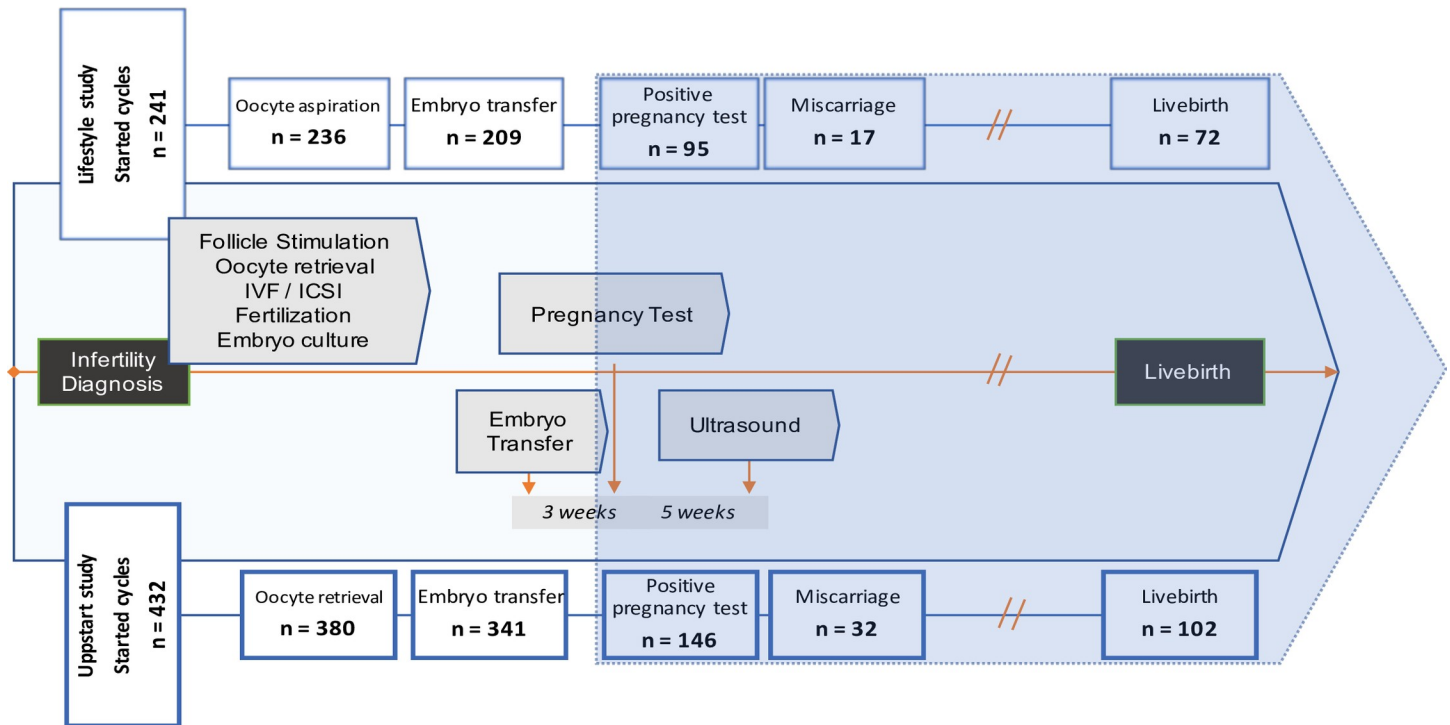 Lifestyle study
Started cycles
n = 241
Oocyte aspiration
n = 236
Embryo transfer
n = 209
Positive
pregnancy test
n = 95
Miscarriage
n = 17
Livebirth
n = 72
Follicle Stimulation
Oocyte retrieval
IVF / ICSI
Fertilization
Embryo culture
Pregnancy Test
Infertility
Diagnosis
Livebirth
Embryo
Transfer
Ultrasound
3 weeks
5 weeks
Uppstart study
Started cycles
n = 432
Oocyte retrieval
n = 380
Embryo transfer
n = 341
Positive
pregnancy test
n = 146
Miscarriage
n = 32
Livebirth
n = 102